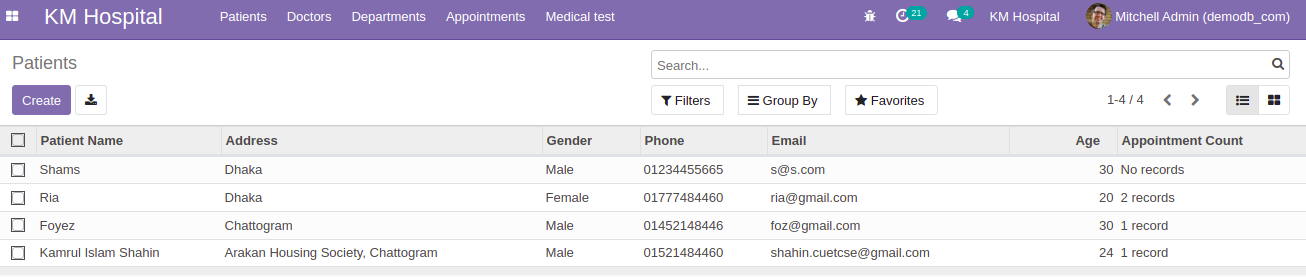 KM Hospital Patients Doctors Departments Appointments Medical test 21 4 KM Hospital Mitchell Admin (demodb_com)
Patients Search...
Create Filters Group By Favorites 1-4 / 4
Patient Name Address Gender Phone Email Age Appointment Count
Shams Dhaka Male 01234455665 s@s.com 30 No records
Ria Dhaka Female 01777484460 ria@gmail.com 20 2 records
Foyez Chattogram Male 01452148446 foz@gmail.com 30 1 record
Kamrul Islam Shahin Arakan Housing Society, Chattogram Male 01521484460 shahin.cuetcse@gmail.com 24 1 record